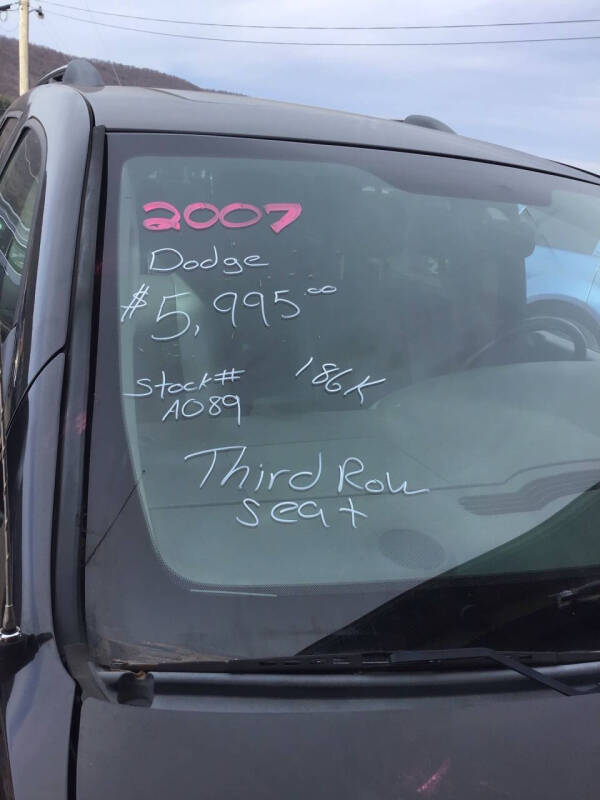 2007
Dodge
$5,995.00
Stock# 186K
A089
Third Row
Seat